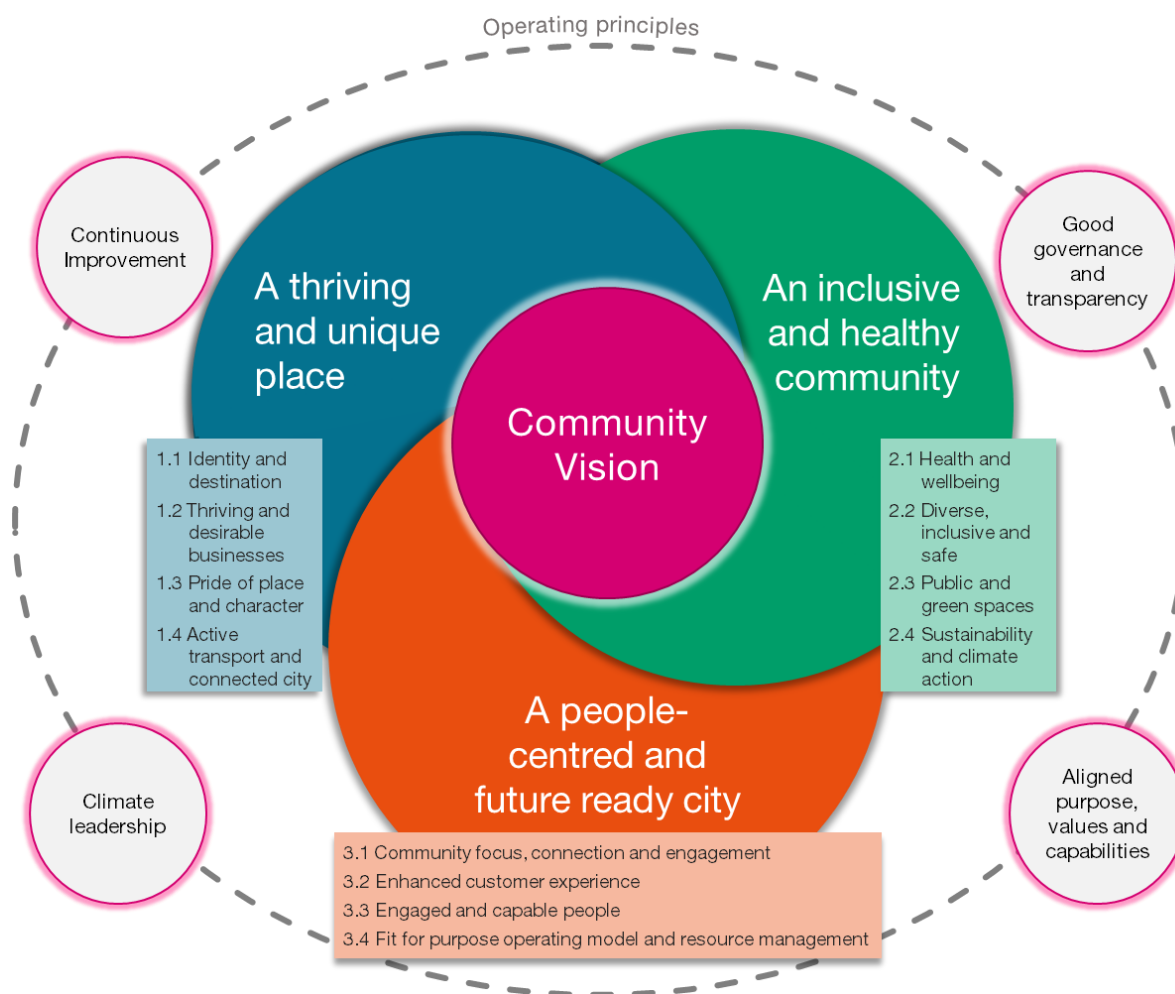 Operating principles
Continuous
Improvement
Good
governance
and
transparency
A thriving
and unique
place
An inclusive
and healthy
community
Community
Vision
1.1 Identity and
destination
1.2 Thriving and
desirable
businesses
1.3 Pride of place
and character
1.4 Active
transport and
connected city
2.1 Health and
wellbeing
2.2 Diverse,
inclusive and
safe
2.3 Public and
green spaces
2.4 Sustainability
and climate
action
A people-
centred and
future ready city
Climate
leadership
Aligned
purpose,
values and
capabilities
3.1 Community focus, connection and engagement
3.2 Enhanced customer experience
3.3 Engaged and capable people
3.4 Fit for purpose operating model and resource management